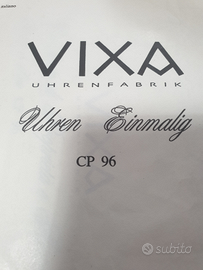 VIXA
UHRENFABRIK
Uhren Einmalig
CP 96
subito